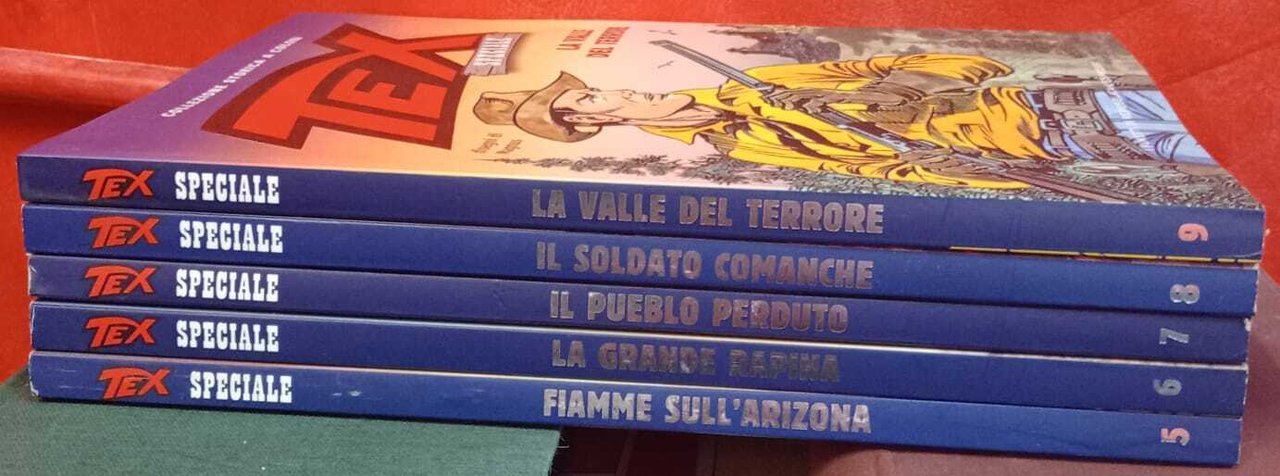 COLLEZIONE STORICA A COLORI
TEX
SPECIALE
LA VALLE
DEL TERRORE
TEX SPECIALE LA VALLE DEL TERRORE 9
TEX SPECIALE IL SOLDATO COMANCHE 8
TEX SPECIALE IL PUEBLO PERDUTO 7
TEX SPECIALE LA GRANDE RAPINA 6
TEX SPECIALE FIAMME SULL'ARIZONA 5